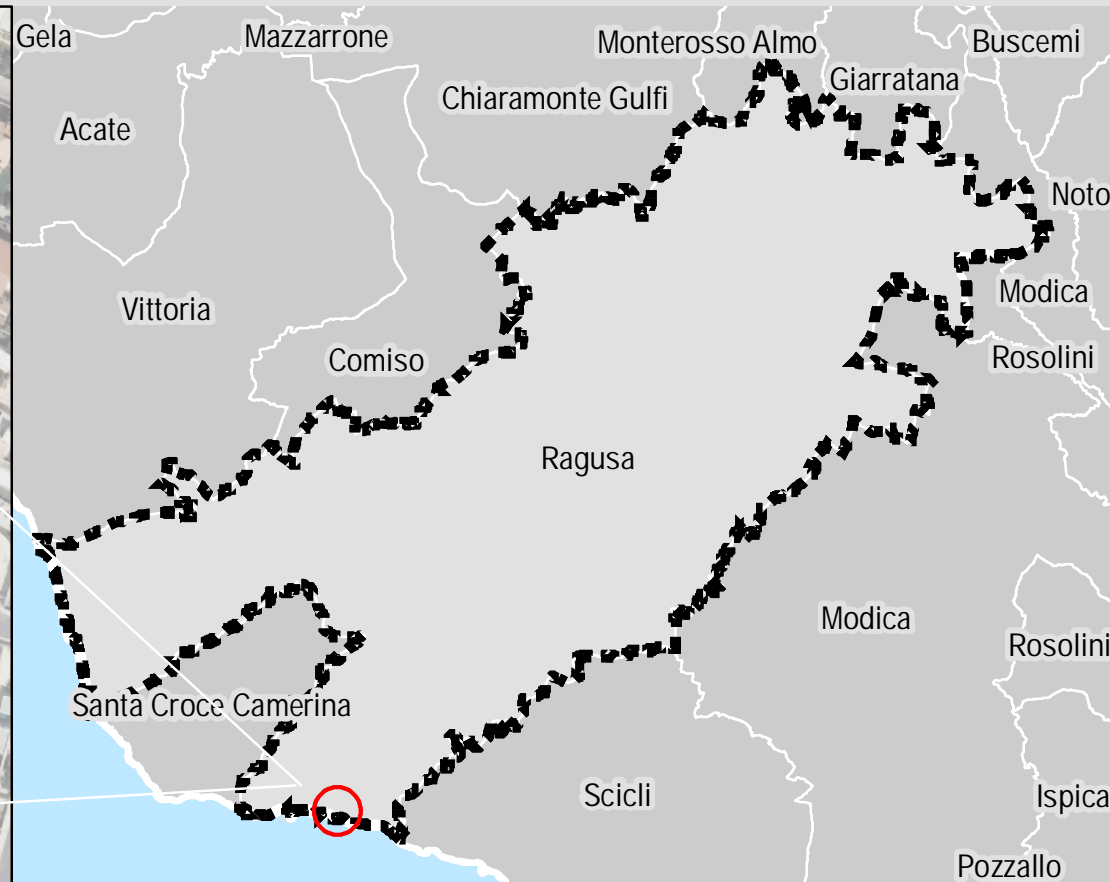 Gela
Mazzarrone
Monterosso Almo
Buscemi
Giarratana
Chiaramonte Gulfi
Acate
Noto
Modica
Vittoria
Rosolini
Comiso
Ragusa
Modica
Rosolini
Santa Croce Camerina
Scicli
Ispica
Pozzallo